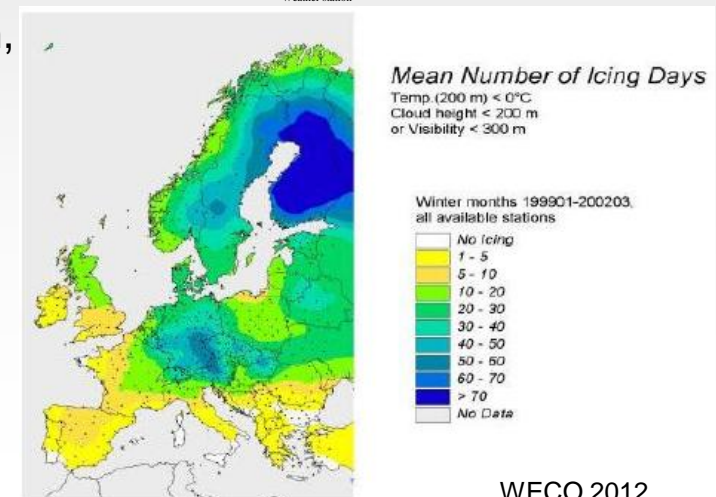 Mean Number of Icing Days
Temp.(200 m) < 0°C
Cloud height < 200 m
or Visibility < 300 m
Winter months 199901-200203,
all available stations
No Icing
1 - 5
5 - 10
10 - 20
20 - 30
30 - 40
40 - 50
50 - 60
60 - 70
> 70
No Data
WECO 2012